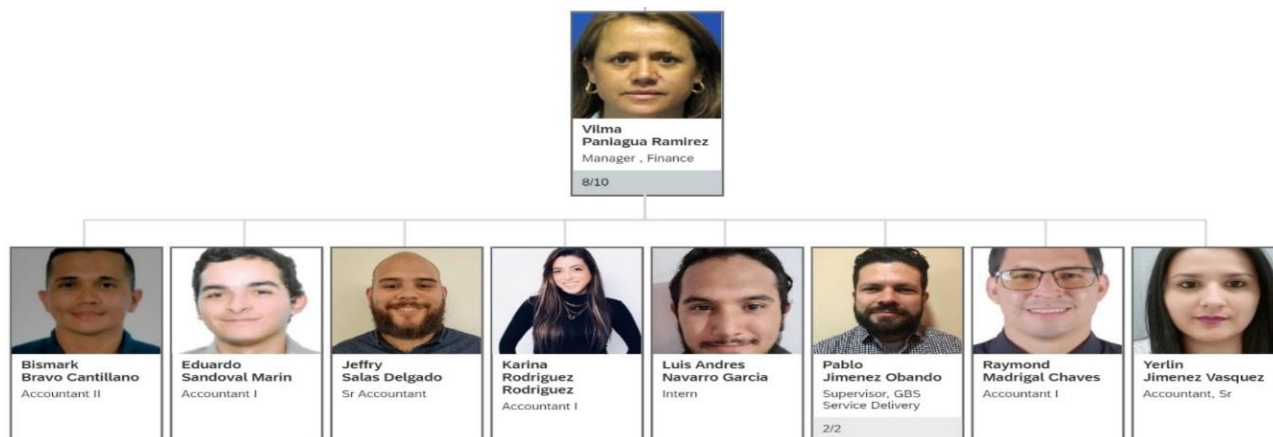 Vilma
Paniagua Ramirez
Manager , Finance
8/10
Bismark
Bravo Cantillano
Accountant II
Eduardo
Sandoval Marin
Accountant I
Jeffry
Salas Delgado
Sr Accountant
Karina
Rodriguez
Rodriguez
Accountant I
Luis Andres
Navarro Garcia
Intern
Pablo
Jimenez Obando
Supervisor, GBS
Service Delivery
2/2
Raymond
Madrigal Chaves
Accountant I
Yerlin
Jimenez Vasquez
Accountant, Sr